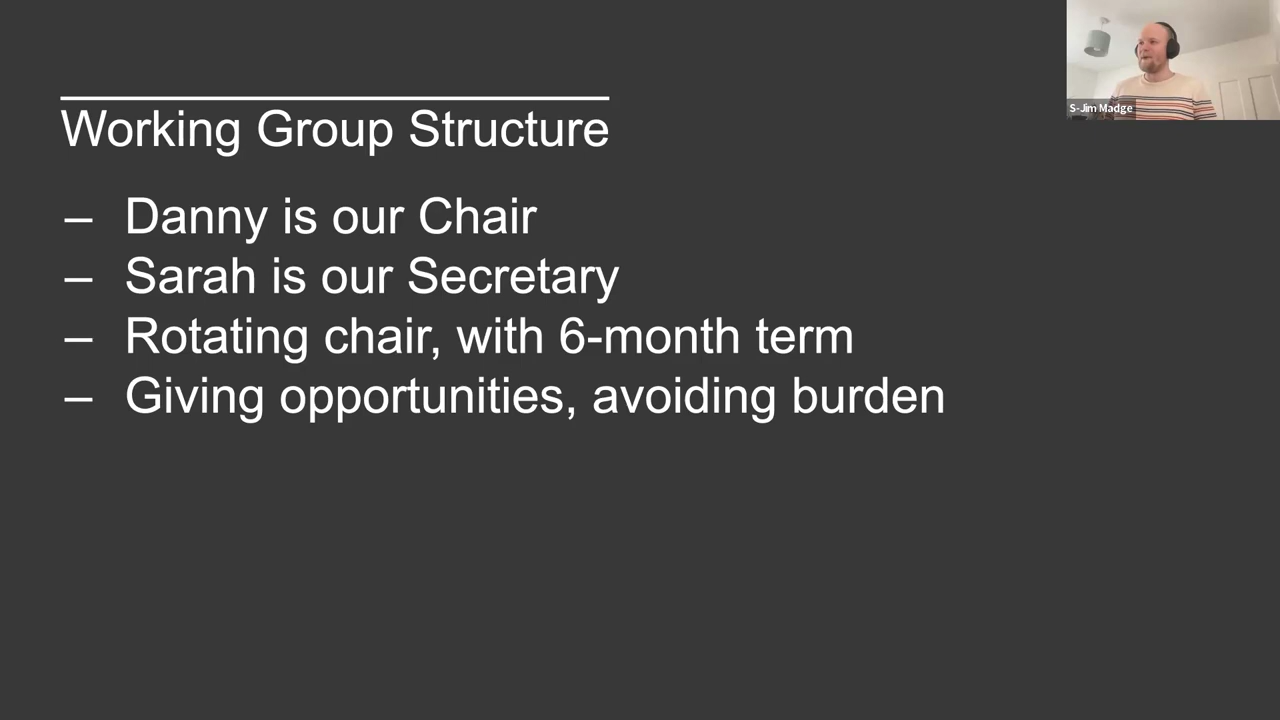 Working Group Structure
– Danny is our Chair
– Sarah is our Secretary
– Rotating chair, with 6-month term
– Giving opportunities, avoiding burden
S-Jim Madge